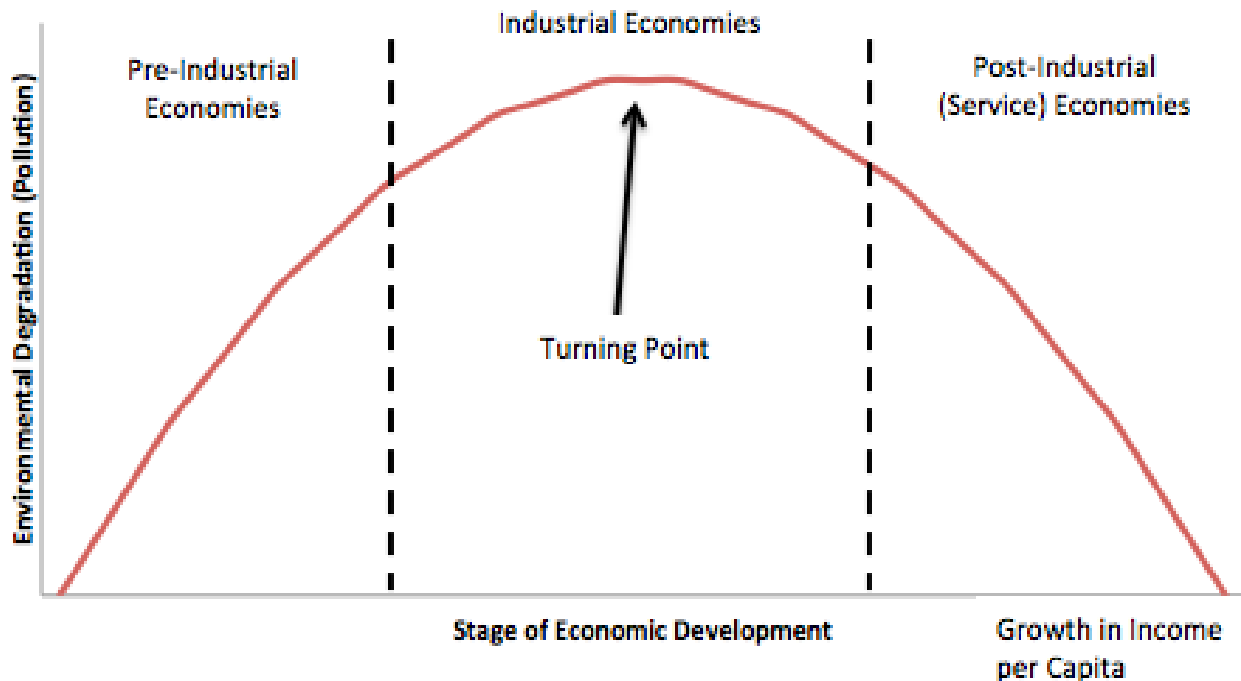 Industrial Economies
Pre-Industrial
Economies
Post-Industrial
(Service) Economies
Environmental Degradation (Pollution)
Turning Point
Stage of Economic Development
Growth in Income
per Capita